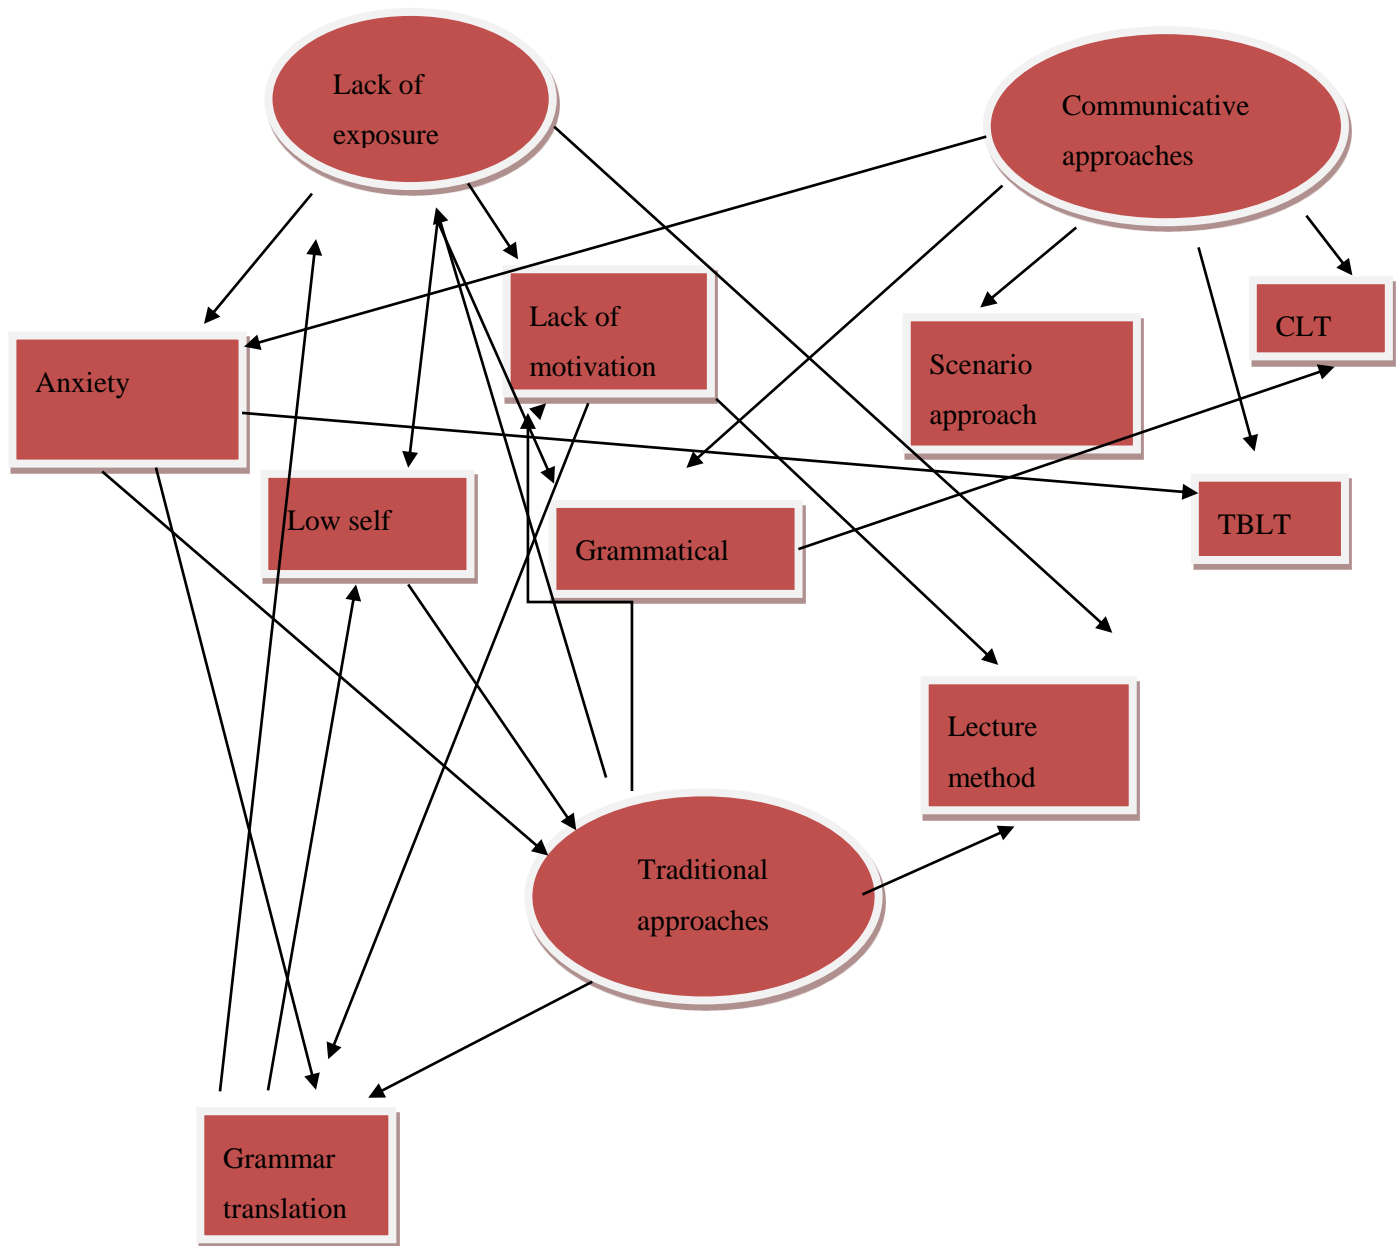 Lack of
exposure
Communicative
approaches
Lack of
motivation
CLT
Scenario
approach
Anxiety
Low self
Grammatical
TBLT
Lecture
method
Traditional
approaches
Grammar
translation